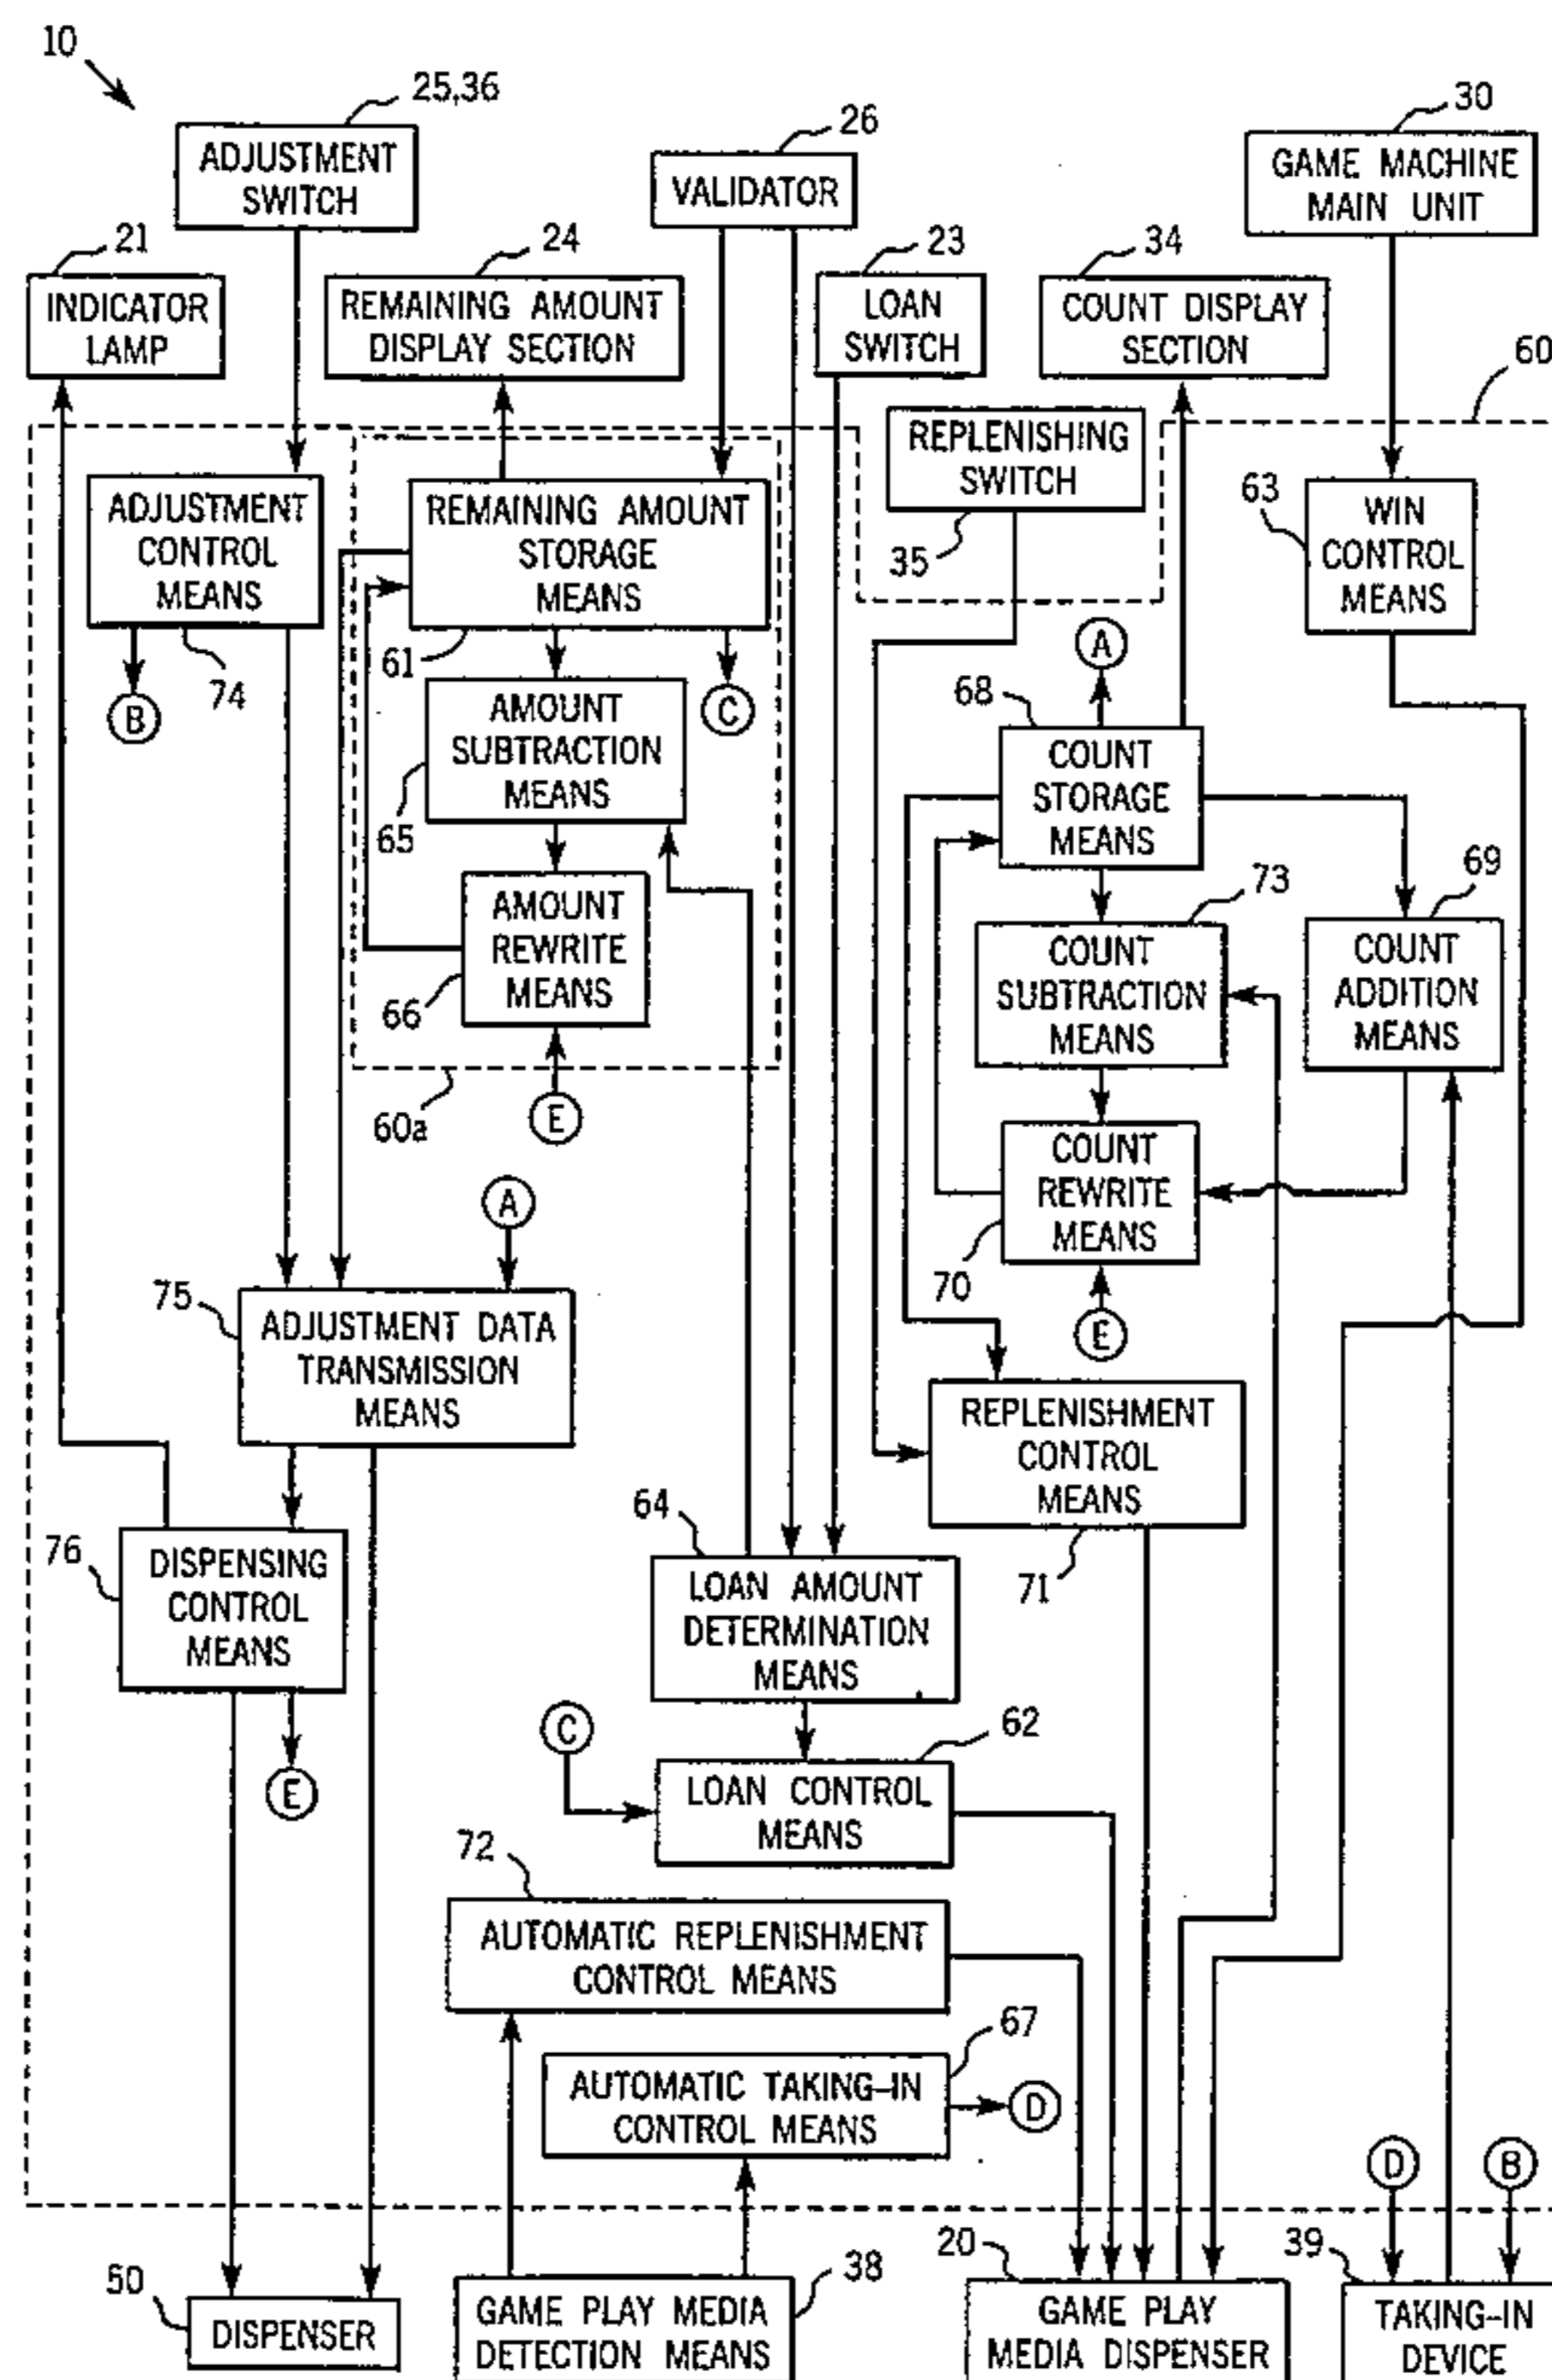 10
25,36
ADJUSTMENT
SWITCH
26
VALIDATOR
30
GAME MACHINE
MAIN UNIT
21
INDICATOR
LAMP
24
REMAINING AMOUNT
DISPLAY SECTION
23
LOAN
SWITCH
34
COUNT DISPLAY
SECTION
60
REPLENISHING
SWITCH
35
ADJUSTMENT
CONTROL
MEANS
74
B
REMAINING AMOUNT
STORAGE
MEANS
61
C
63
WIN
CONTROL
MEANS
A
AMOUNT
SUBTRACTION
MEANS
65
68
COUNT
STORAGE
MEANS
AMOUNT
REWRITE
MEANS
66
73
COUNT
SUBTRACTION
MEANS
69
COUNT
ADDITION
MEANS
60a
E
COUNT
REWRITE
MEANS
70
E
A
75
ADJUSTMENT DATA
TRANSMISSION
MEANS
REPLENISHMENT
CONTROL
MEANS
71
76
DISPENSING
CONTROL
MEANS
E
64
LOAN AMOUNT
DETERMINATION
MEANS
C
62
LOAN CONTROL
MEANS
72
AUTOMATIC REPLENISHMENT
CONTROL MEANS
67
AUTOMATIC TAKING-IN
CONTROL MEANS
D
D
B
50
DISPENSER
38
GAME PLAY MEDIA
DETECTION MEANS
20
GAME PLAY
MEDIA DISPENSER
39
TAKING-IN
DEVICE